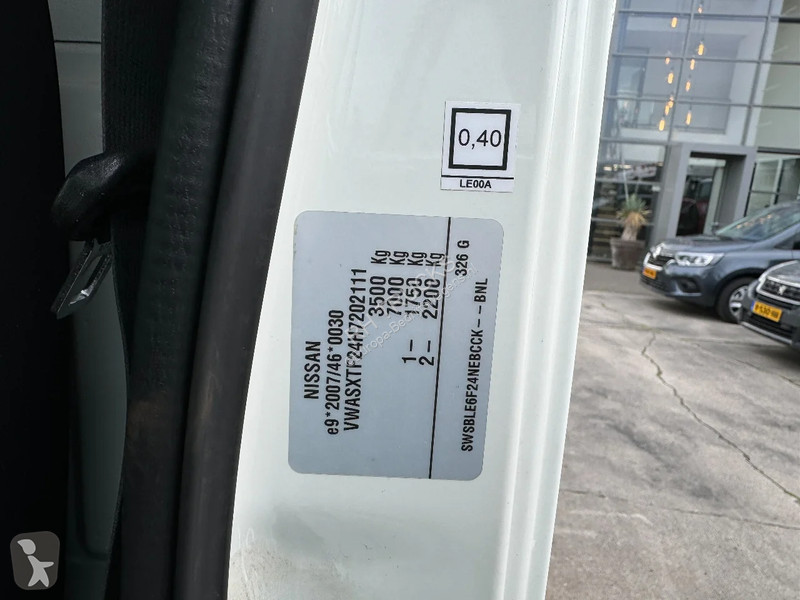 0,40
LE00A
NISSAN
e9*2007/46*0030
VWASXTF24H7202111
3500 Kg
7000 Kg
1- 1750 Kg
2- 2200 Kg
SWSBLE6F24NEBCCK--BNL
326 G